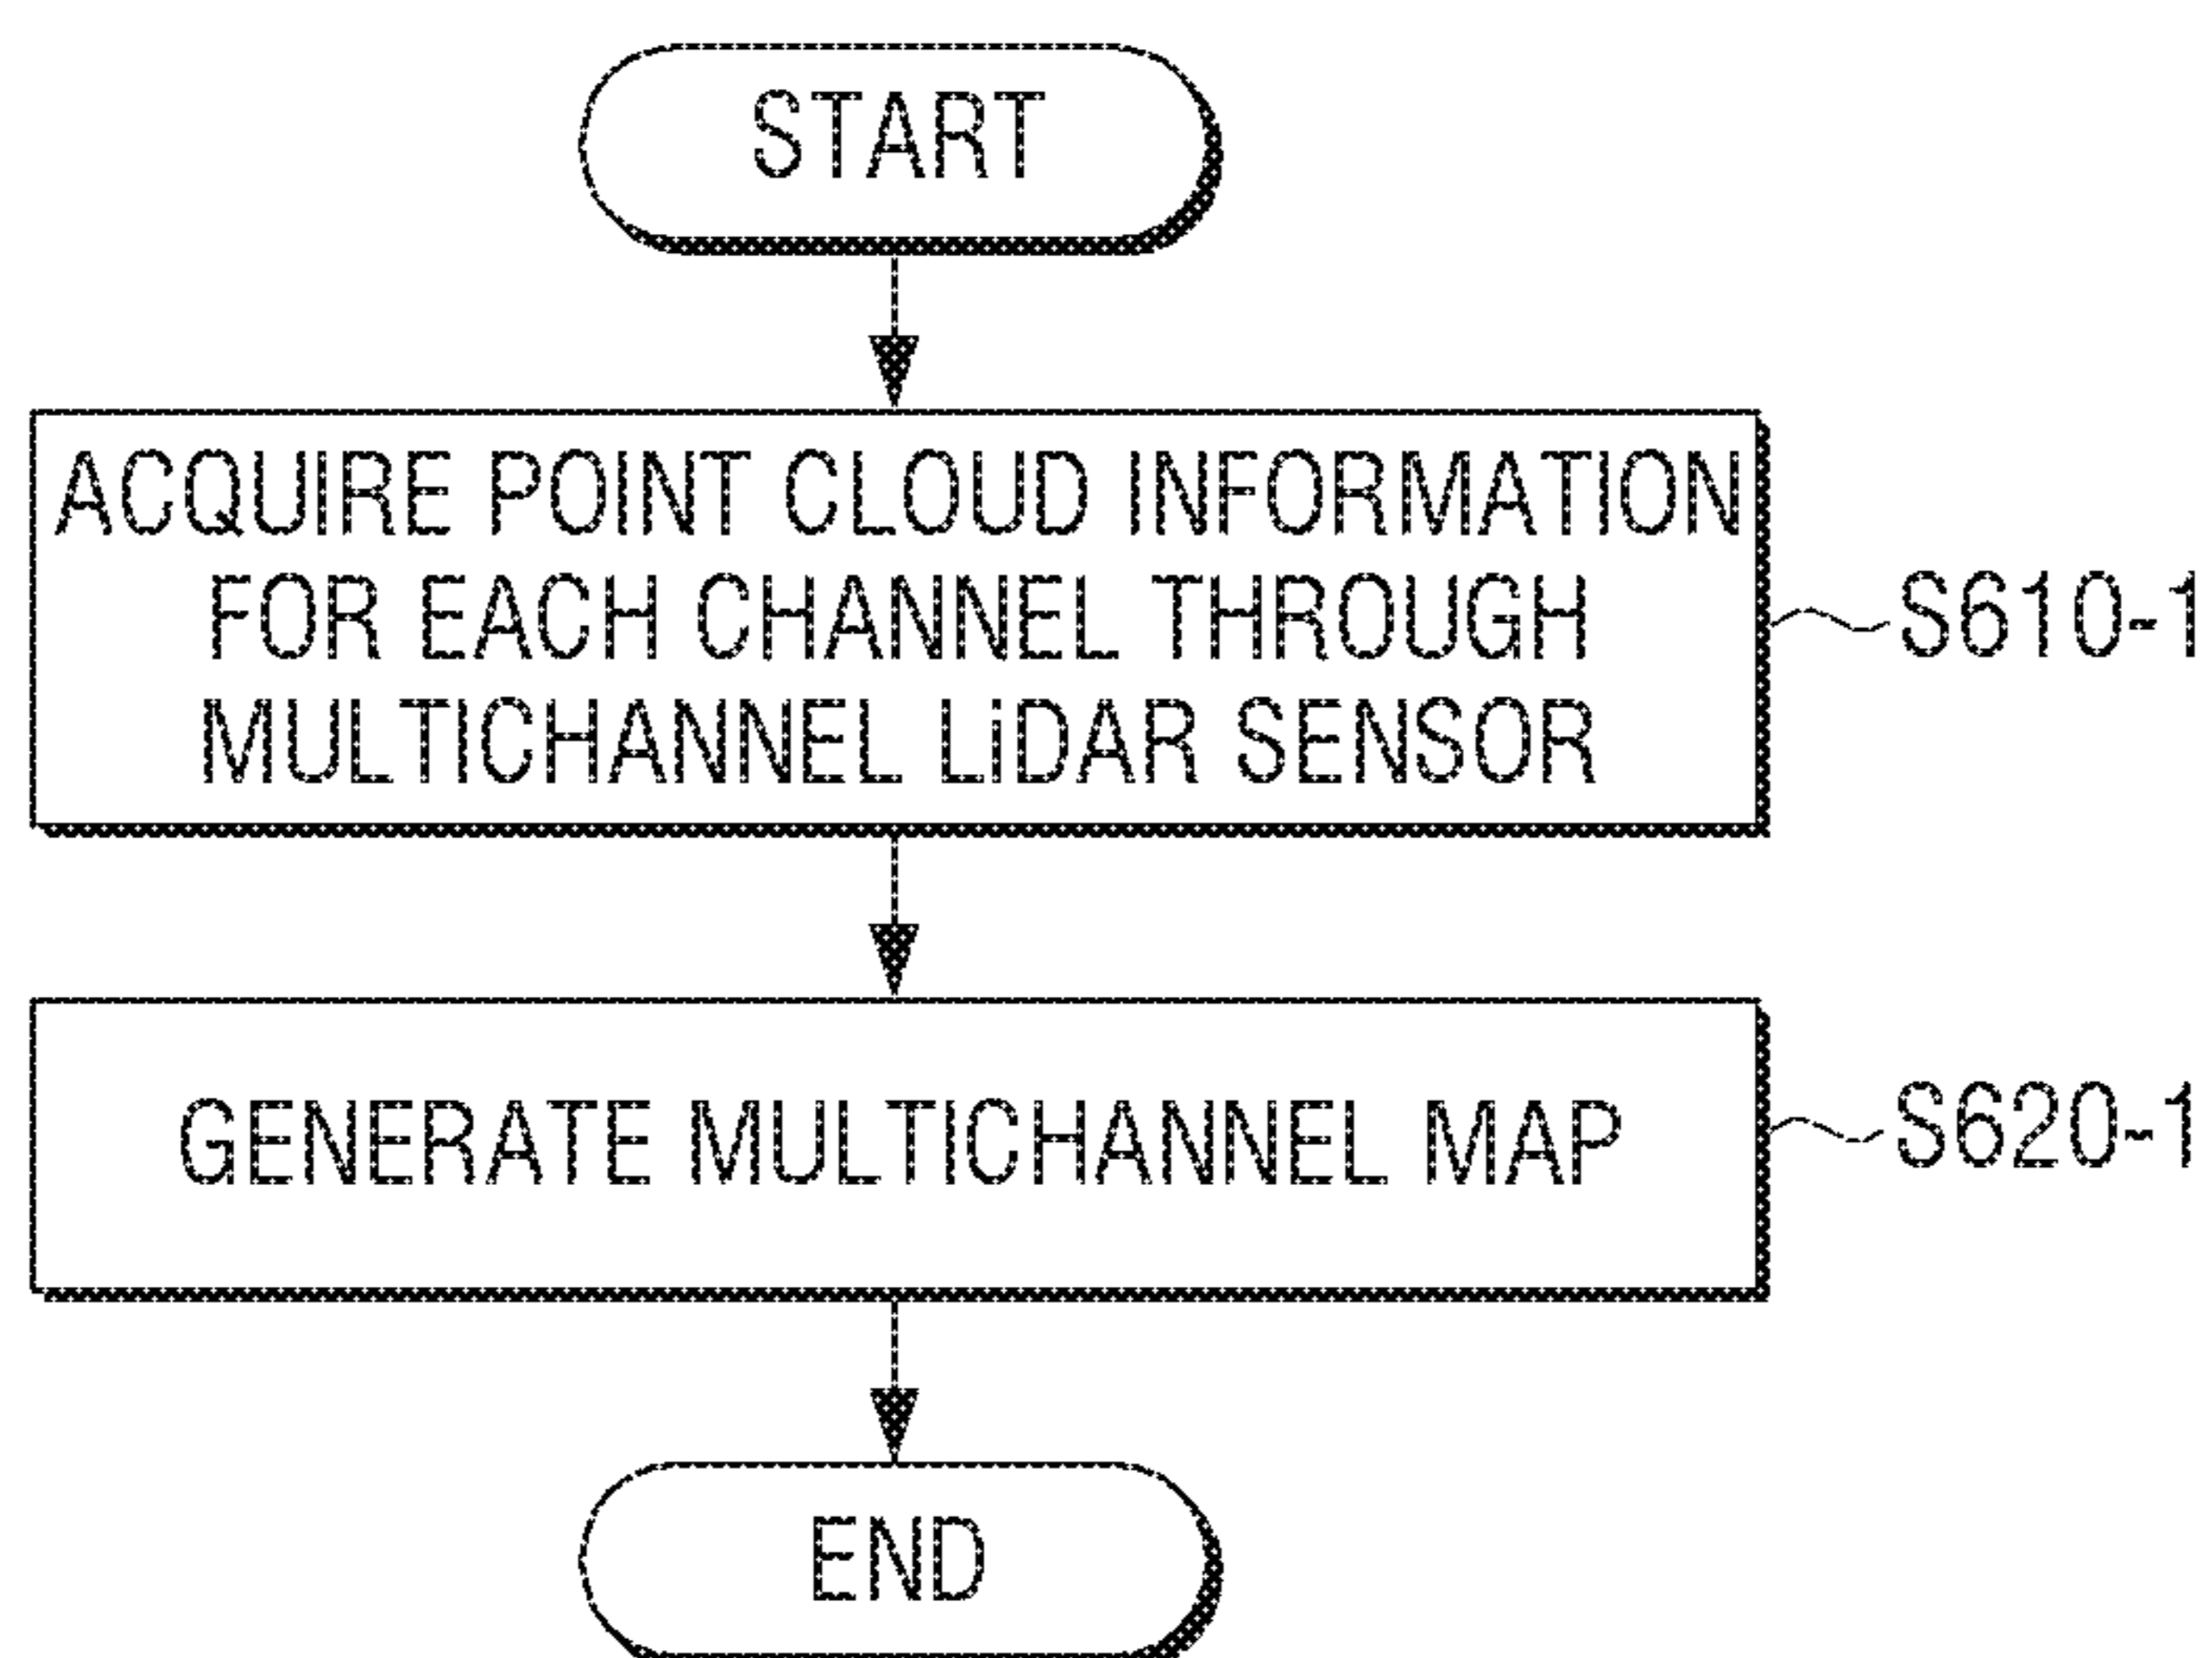 START
ACQUIRE POINT CLOUD INFORMATION
FOR EACH CHANNEL THROUGH
MULTICHANNEL LiDAR SENSOR
S610-1
GENERATE MULTICHANNEL MAP
S620-1
END